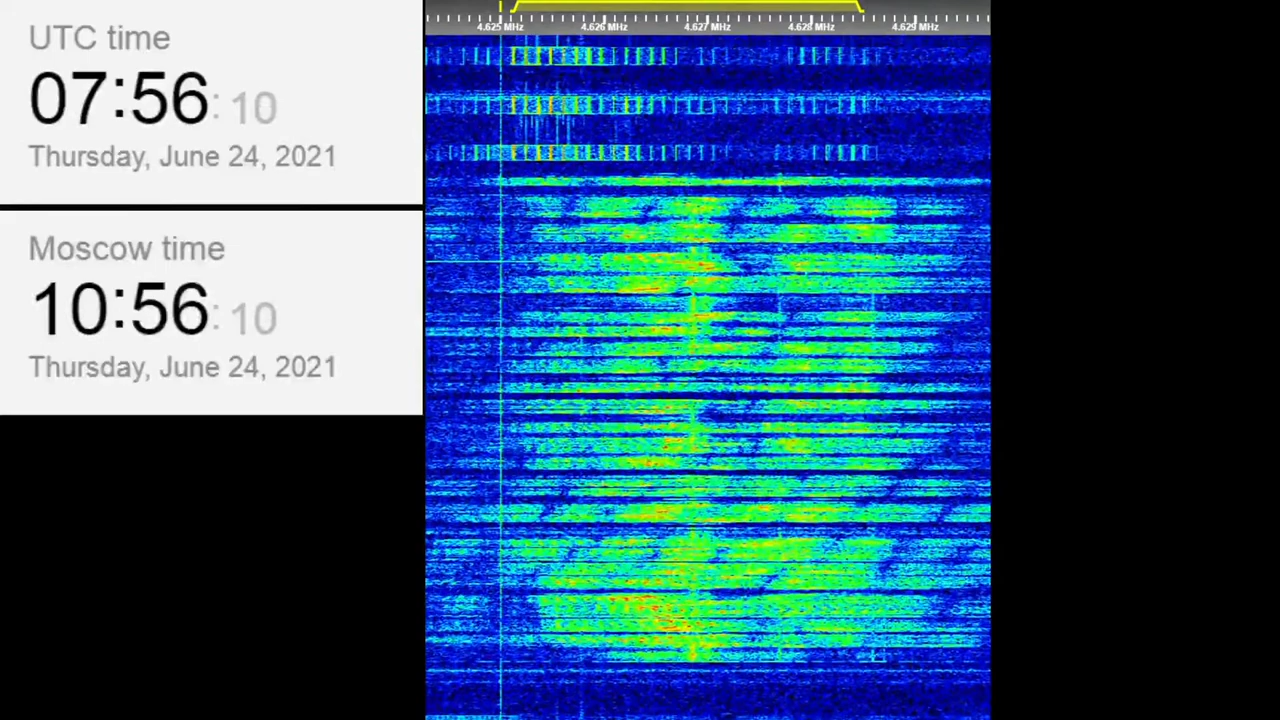 UTC time
07:56:10
Thursday, June 24, 2021
Moscow time
10:56:10
Thursday, June 24, 2021
4.625 MHz 4.626 MHz 4.627 MHz 4.628 MHz 4.629 MHz